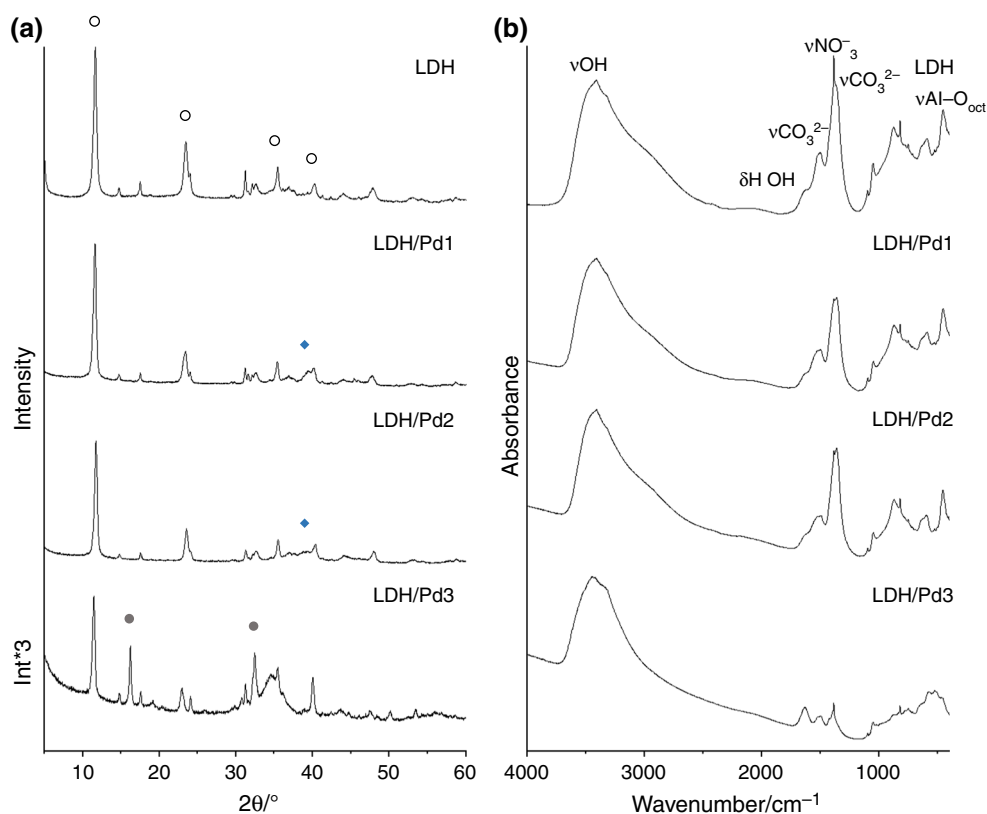 (a)
LDH
LDH/Pd1
LDH/Pd2
LDH/Pd3
Intensity
Int*3
10 20 30 40 50 60
2θ/°
(b)
νOH
νNO⁻₃
νCO₃²⁻
LDH
νAl–Oₒct
νCO₃²⁻
δH OH
LDH/Pd1
LDH/Pd2
LDH/Pd3
Absorbance
4000 3000 2000 1000
Wavenumber/cm⁻¹